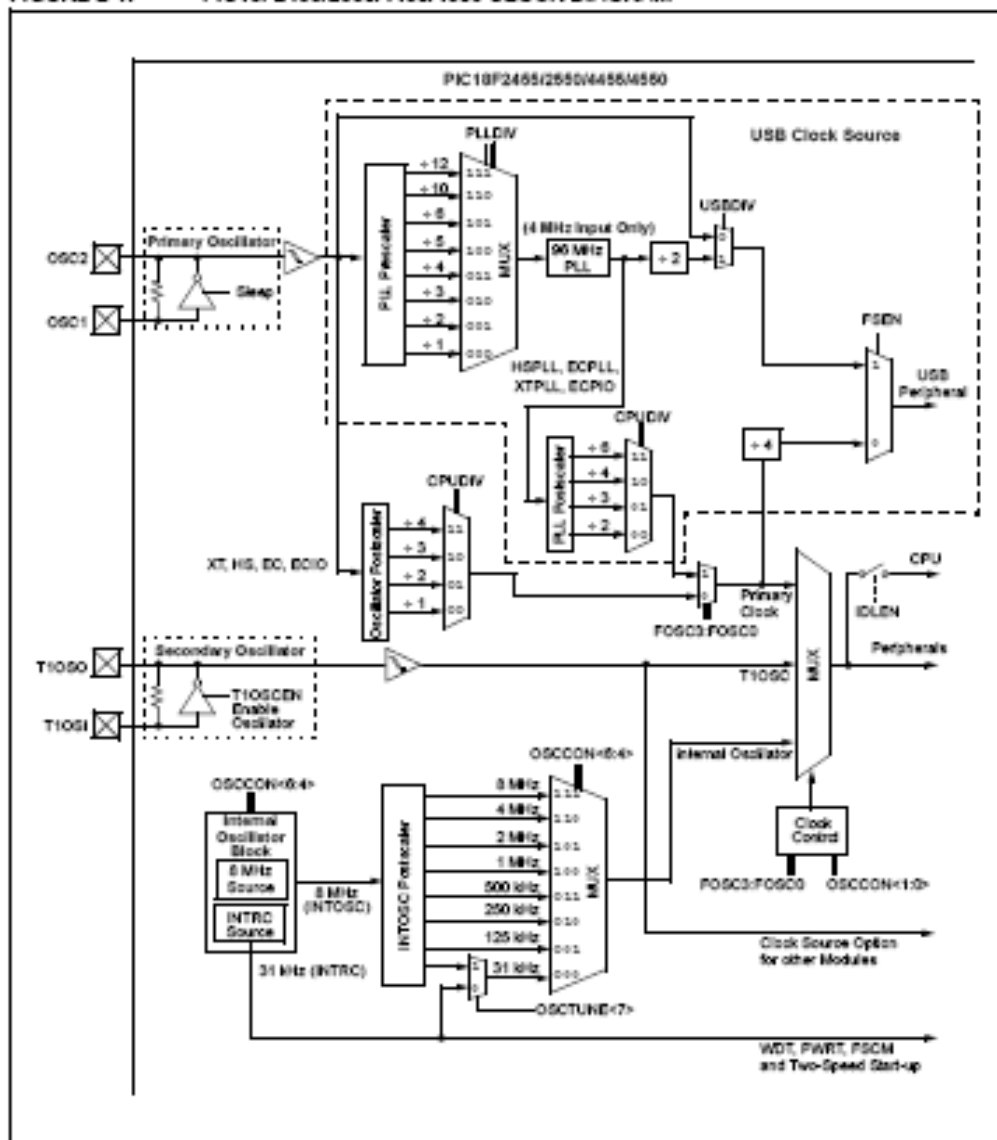 PIC18F2455/2550/4455/4550
USB Clock Source
PLLDIV
PLL Prescaler
÷ 12
÷ 10
÷ 6
÷ 5
÷ 4
÷ 3
÷ 2
÷ 1
111
110
101
100
011
010
001
000
MUX
(4 MHz Input Only)
96 MHz
PLL
÷ 2
USBDIV
0
1
Primary Oscillator
OSC2
OSC1
Sleep
FSEN
1
0
USB
Peripheral
HSPLL, ECPLL,
XTPLL, ECPIO
CPUDIV
PLL Postscaler
÷ 6
÷ 4
÷ 3
÷ 2
11
10
01
00
÷ 4
CPUDIV
Oscillator Postscaler
÷ 4
÷ 3
÷ 2
÷ 1
11
10
01
00
XT, HS, EC, ECIO
1
0
Primary
Clock
FOSC3:FOSC0
CPU
IDLEN
Peripherals
MUX
Secondary Oscillator
T1OSO
T1OSI
T1OSCEN
Enable
Oscillator
T1OSC
Internal Oscillator
OSCCON<6:4>
Internal
Oscillator
Block
8 MHz
Source
INTRC
Source
8 MHz
(INTOSC)
31 kHz (INTRC)
INTOSC Postscaler
OSCCON<6:4>
8 MHz
4 MHz
2 MHz
1 MHz
500 kHz
250 kHz
125 kHz
31 kHz
111
110
101
100
011
010
001
000
MUX
1
0
OSCTUNE<7>
Clock
Control
FOSC3:FOSC0
OSCCON<1:0>
Clock Source Option
for other Modules
WDT, PWRT, FSCM
and Two-Speed Start-up